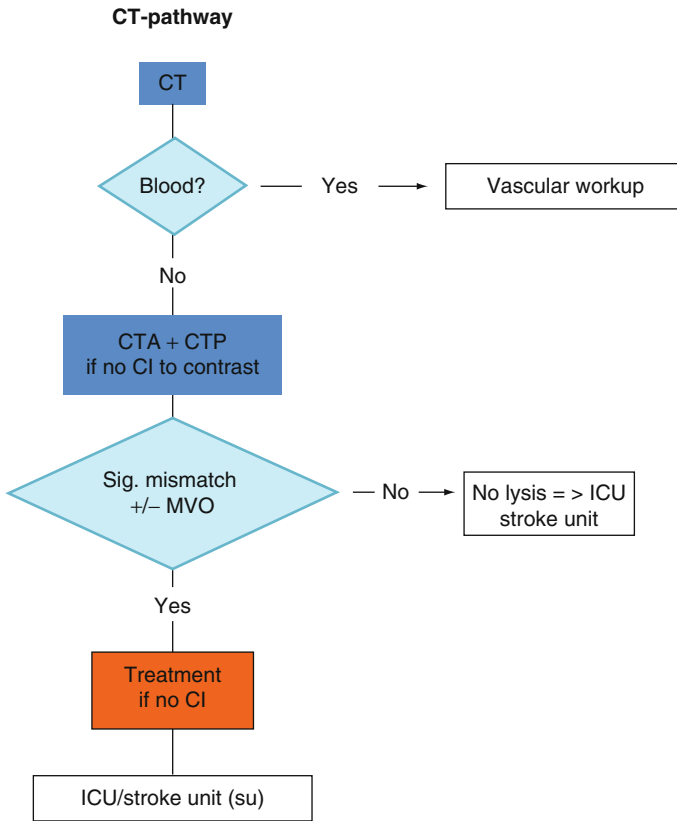 CT-pathway
CT
Blood?
Yes
Vascular workup
No
CTA + CTP
if no CI to contrast
Sig. mismatch
+/– MVO
No
No lysis = > ICU
stroke unit
Yes
Treatment
if no CI
ICU/stroke unit (su)